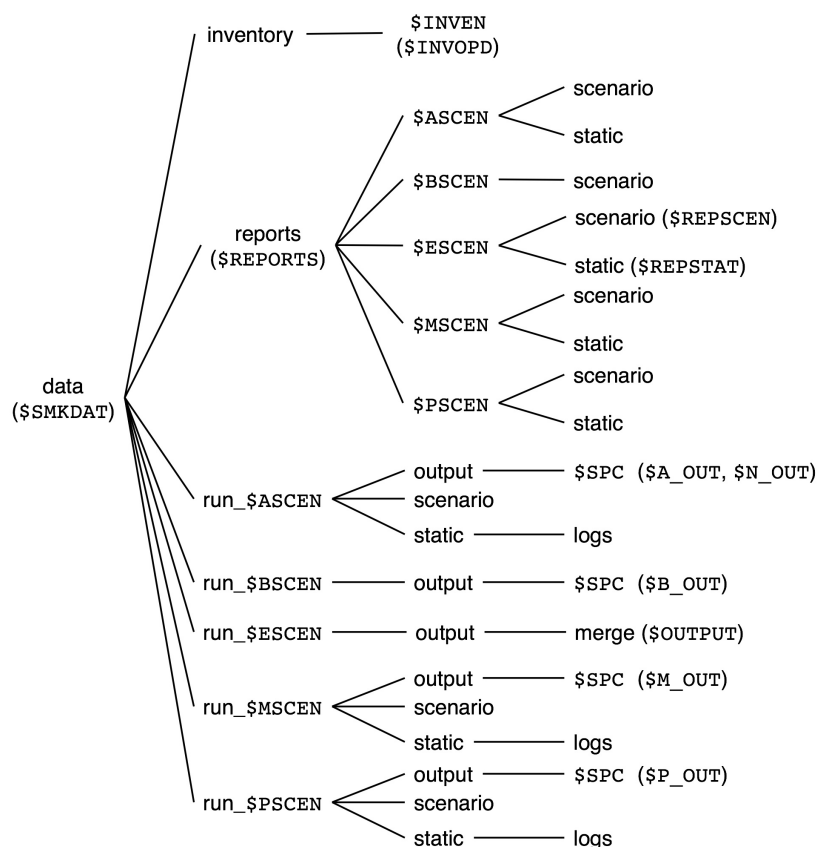 inventory
$INVEN
($INVOPD)
$ASCEN
scenario
static
$BSCEN
scenario
reports
($REPORTS)
$ESCEN
scenario ($REPSCEN)
static ($REPSTAT)
$MSCEN
scenario
static
$PSCEN
scenario
static
data
($SMKDAT)
run_$ASCEN
output
$SPC ($A_OUT, $N_OUT)
scenario
static
logs
run_$BSCEN
output
$SPC ($B_OUT)
run_$ESCEN
output
merge ($OUTPUT)
run_$MSCEN
output
$SPC ($M_OUT)
scenario
static
logs
run_$PSCEN
output
$SPC ($P_OUT)
scenario
static
logs